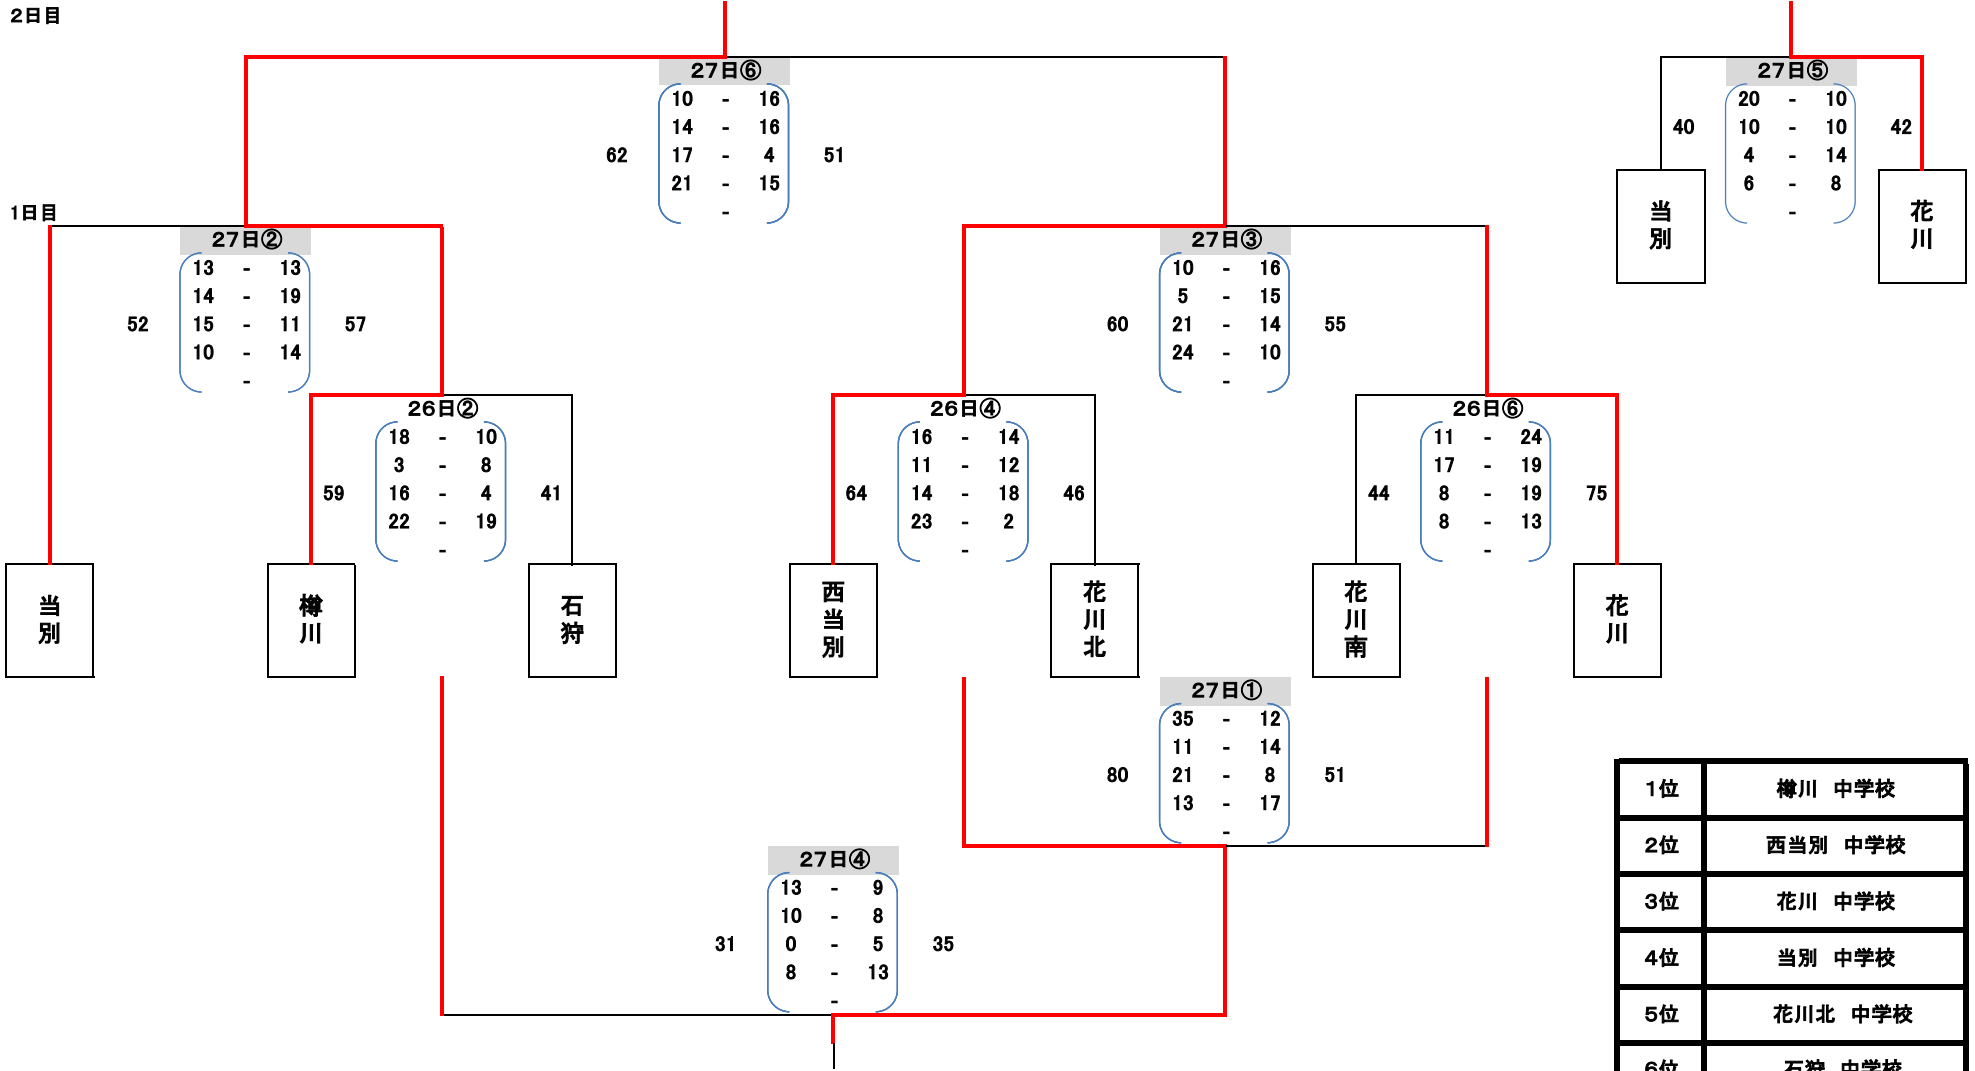 2日目
27日⑥
10 - 16
14 - 16
62 17 - 4 51
21 - 15
-
27日⑤
20 - 10
40 10 - 10 42
4 - 14
6 - 8
-
当別
花川
1日目
27日②
13 - 13
14 - 19
52 15 - 11 57
10 - 14
-
27日③
10 - 16
5 - 15
60 21 - 14 55
24 - 10
-
26日②
18 - 10
3 - 8
59 16 - 4 41
22 - 19
-
26日④
16 - 14
11 - 12
64 14 - 18 46
23 - 2
-
26日⑥
11 - 24
17 - 19
44 8 - 19 75
8 - 13
-
当別
樽川
石狩
西当別
花川北
花川南
花川
27日①
35 - 12
11 - 14
80 21 - 8 51
13 - 17
-
27日④
13 - 9
10 - 8
31 0 - 5 35
8 - 13
-
1位 樽川 中学校
2位 西当別 中学校
3位 花川 中学校
4位 当別 中学校
5位 花川北 中学校
6位 石狩 中学校